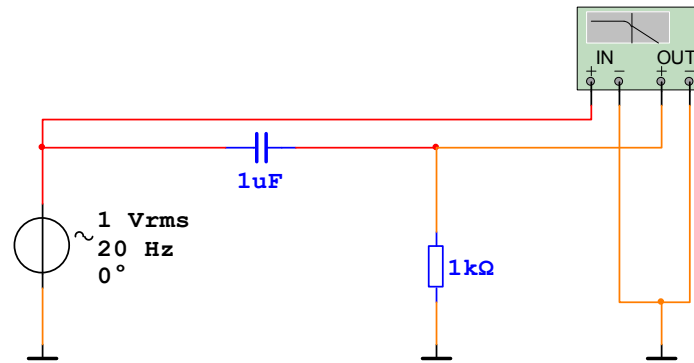 IN OUT
+ − + −
1uF
1 Vrms
20 Hz
0°
1kΩ